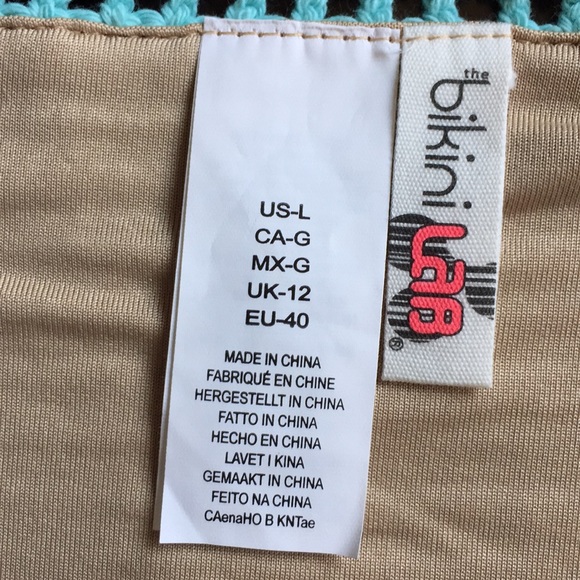 US-L
CA-G
MX-G
UK-12
EU-40
MADE IN CHINA
FABRIQUÉ EN CHINE
HERGESTELLT IN CHINA
FATTO IN CHINA
HECHO EN CHINA
LAVET I KINA
GEMAAKT IN CHINA
FEITO NA CHINA
CAenaHO B KNTae
the
bikini
LAB
®